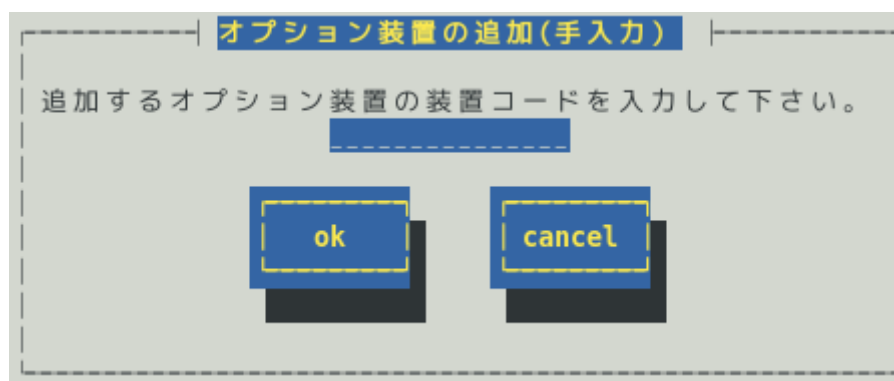 オプション装置の追加(手入力)
追加するオプション装置の装置コードを入力して下さい。
_______________
ok
cancel